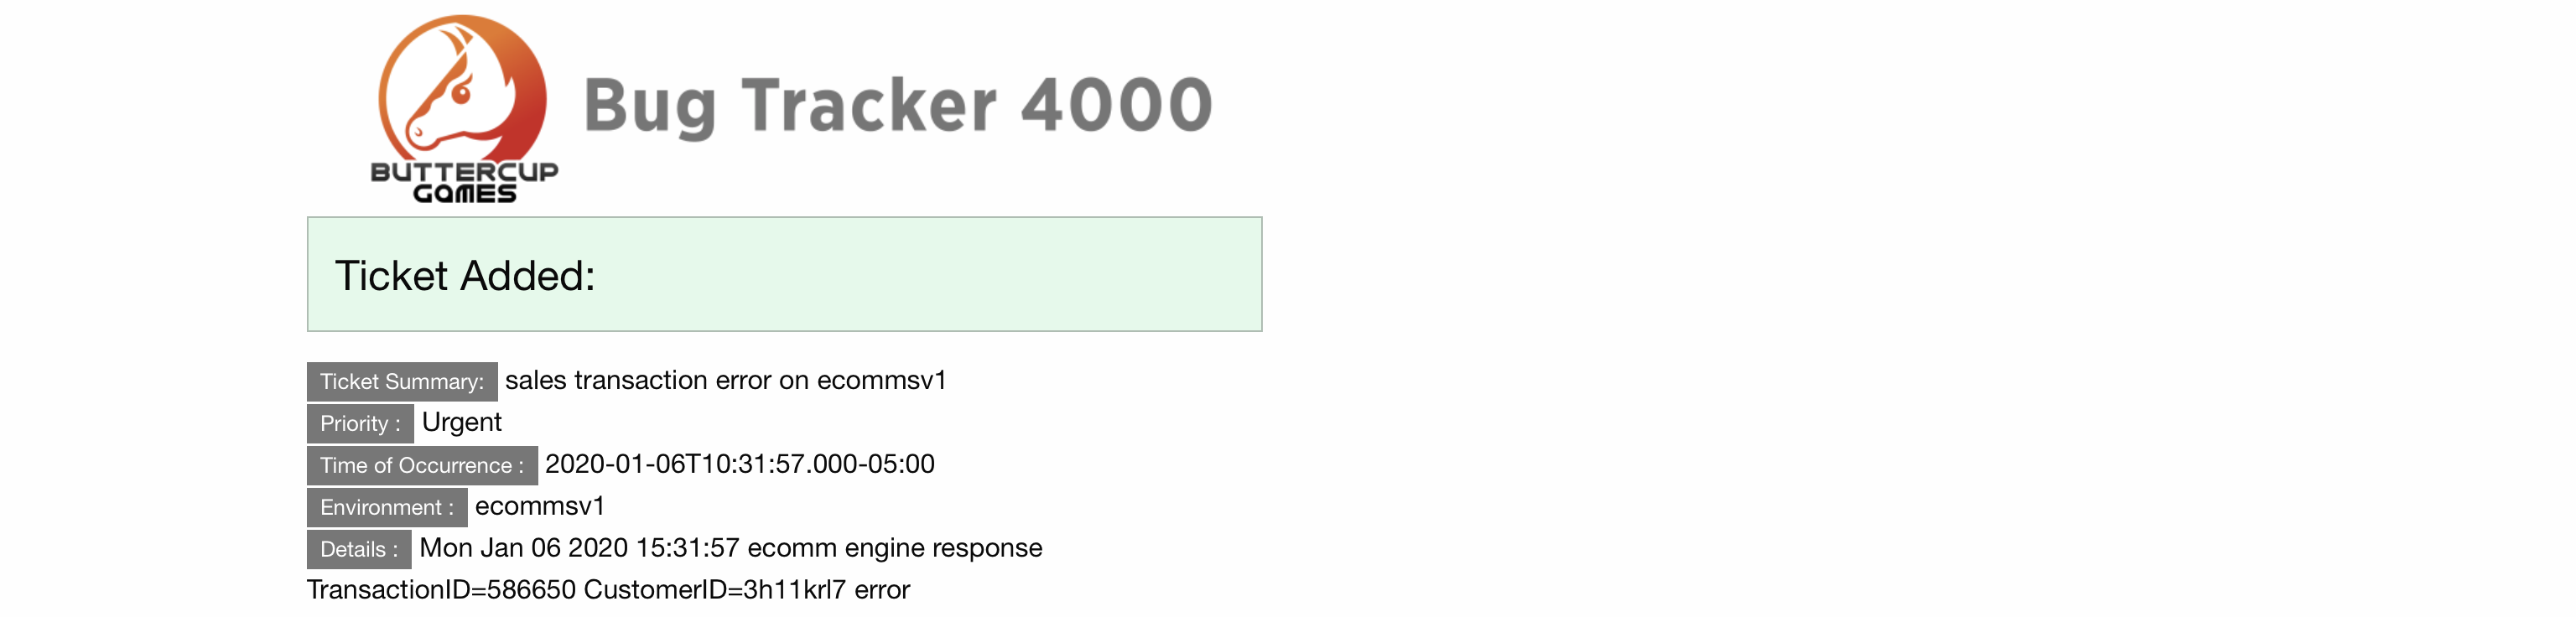 BUTTERCUP
GAMES
Bug Tracker 4000
Ticket Added:
Ticket Summary: sales transaction error on ecommsv1
Priority : Urgent
Time of Occurrence : 2020-01-06T10:31:57.000-05:00
Environment : ecommsv1
Details : Mon Jan 06 2020 15:31:57 ecomm engine response
TransactionID=586650 CustomerID=3h11krl7 error